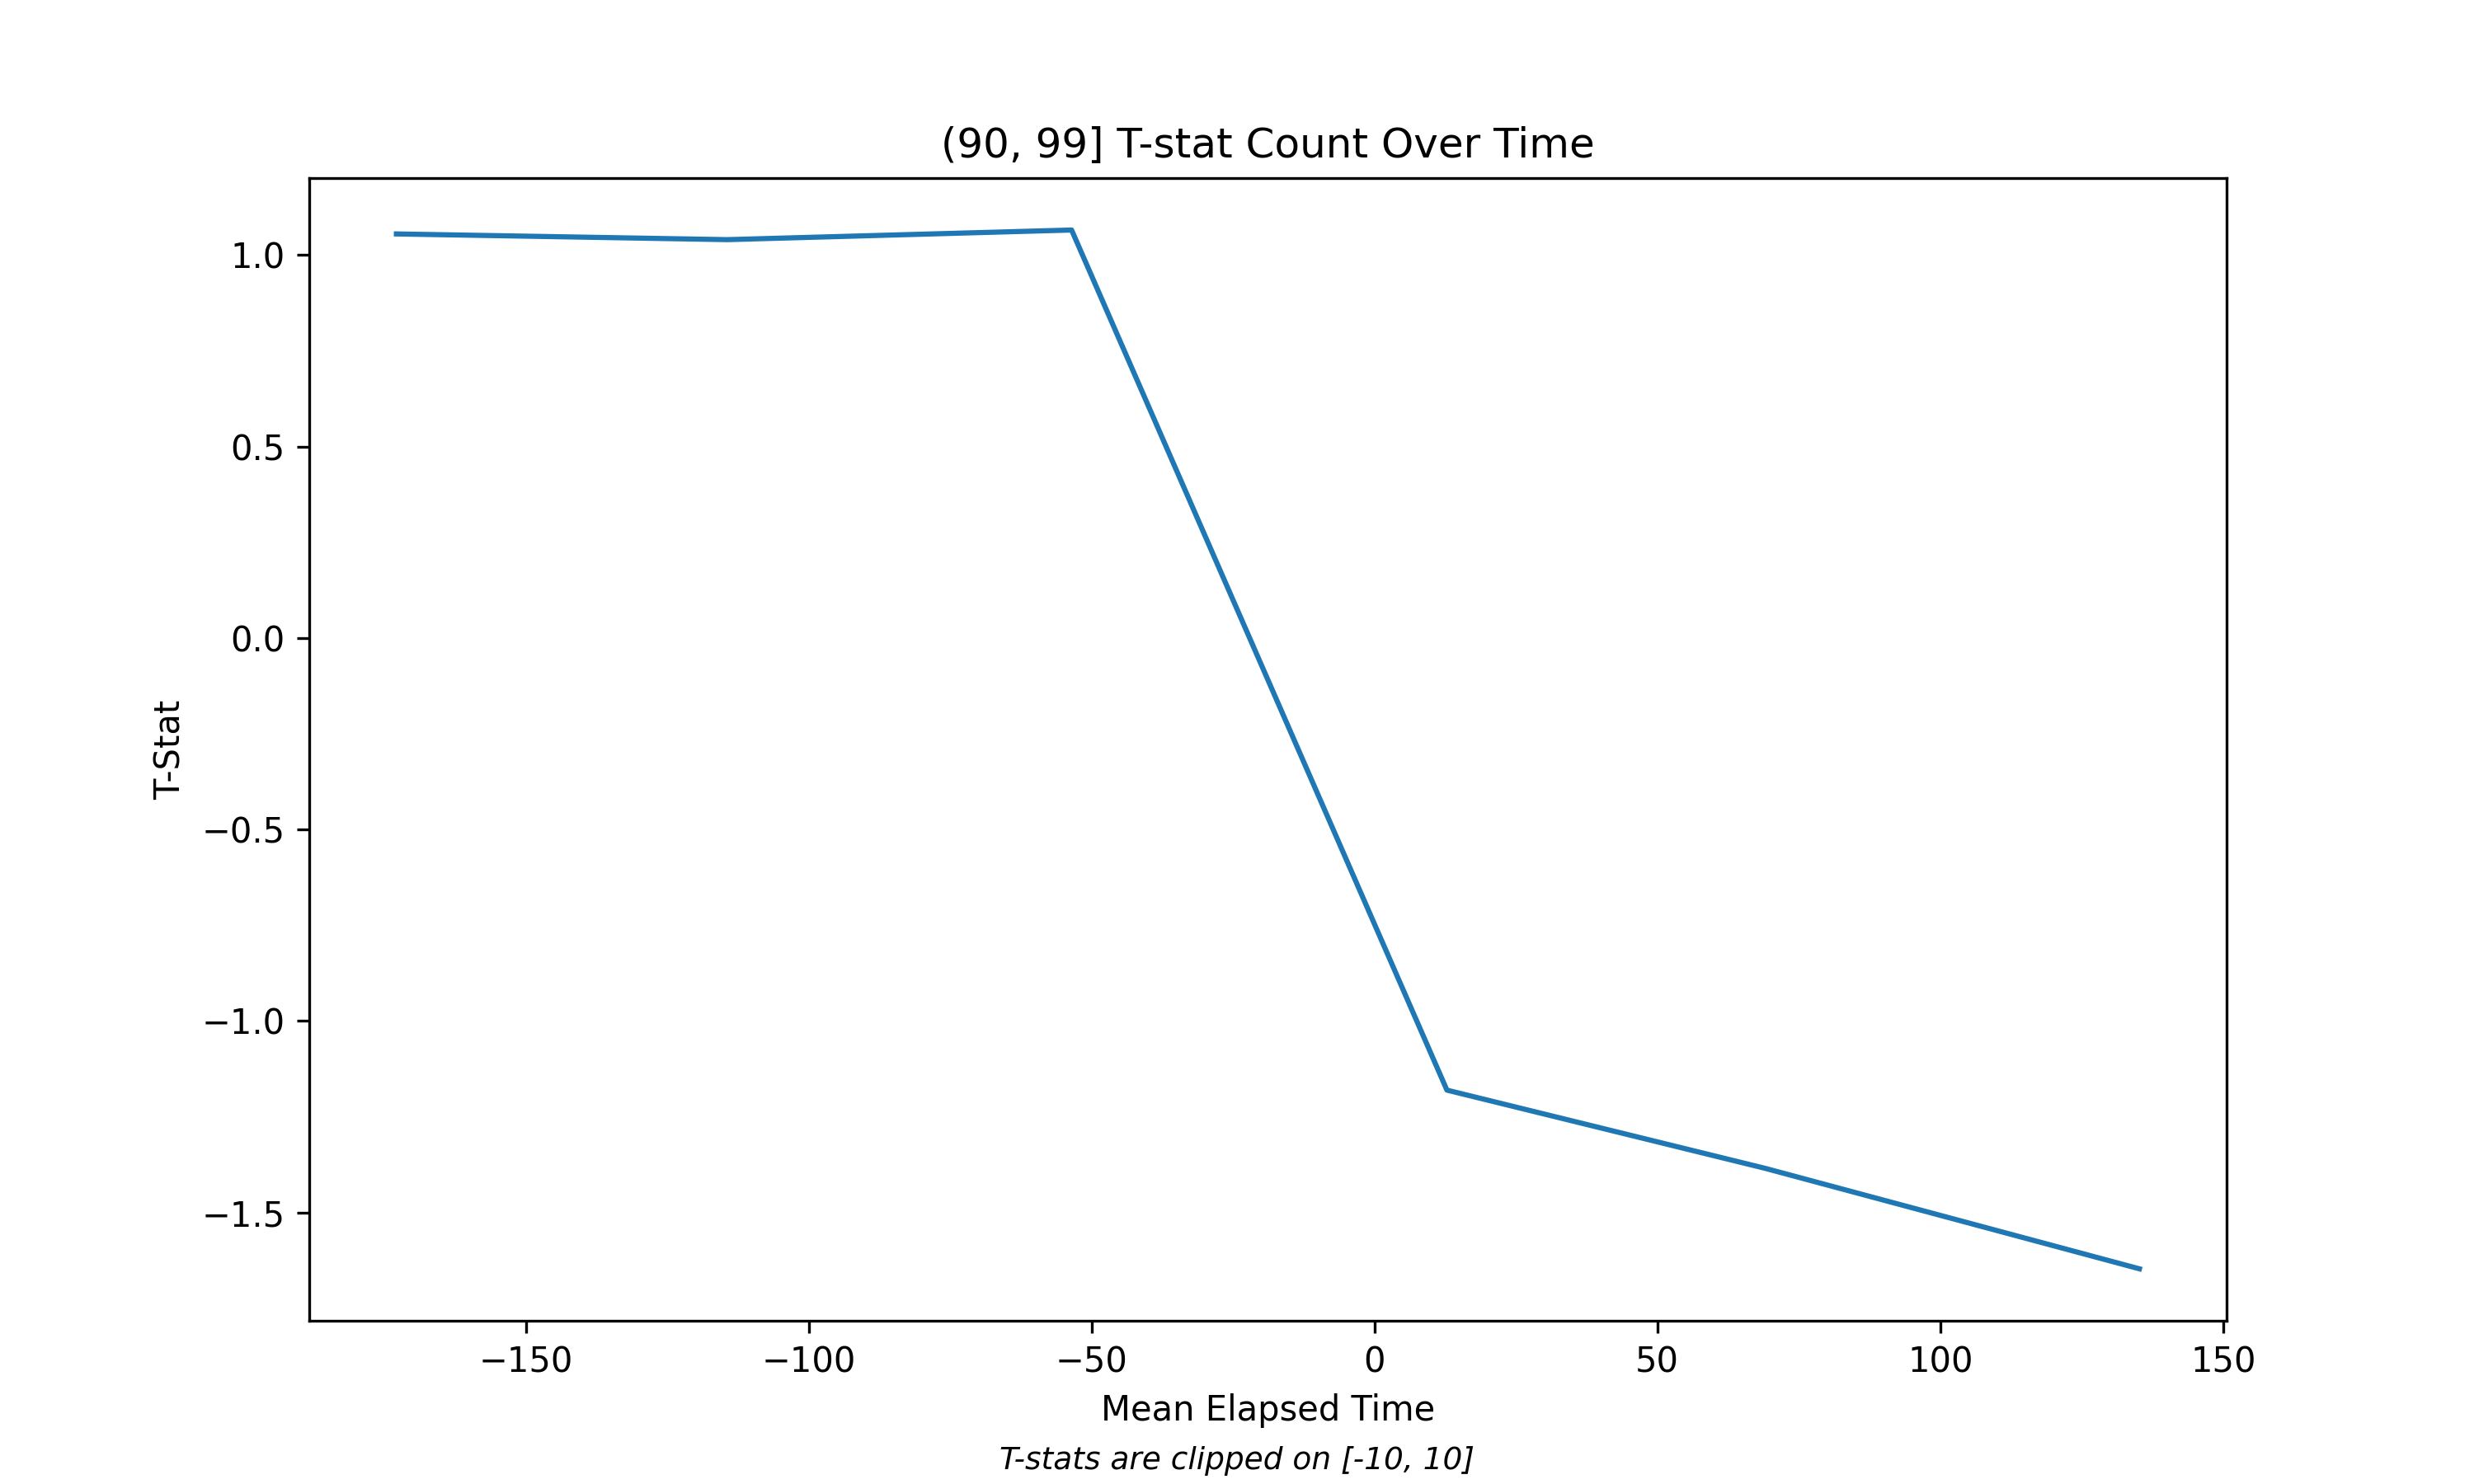 (90, 99] T-stat Count Over Time
1.0
0.5
0.0
−0.5
−1.0
−1.5
T-Stat
−150 −100 −50 0 50 100 150
Mean Elapsed Time
T-stats are clipped on [-10, 10]